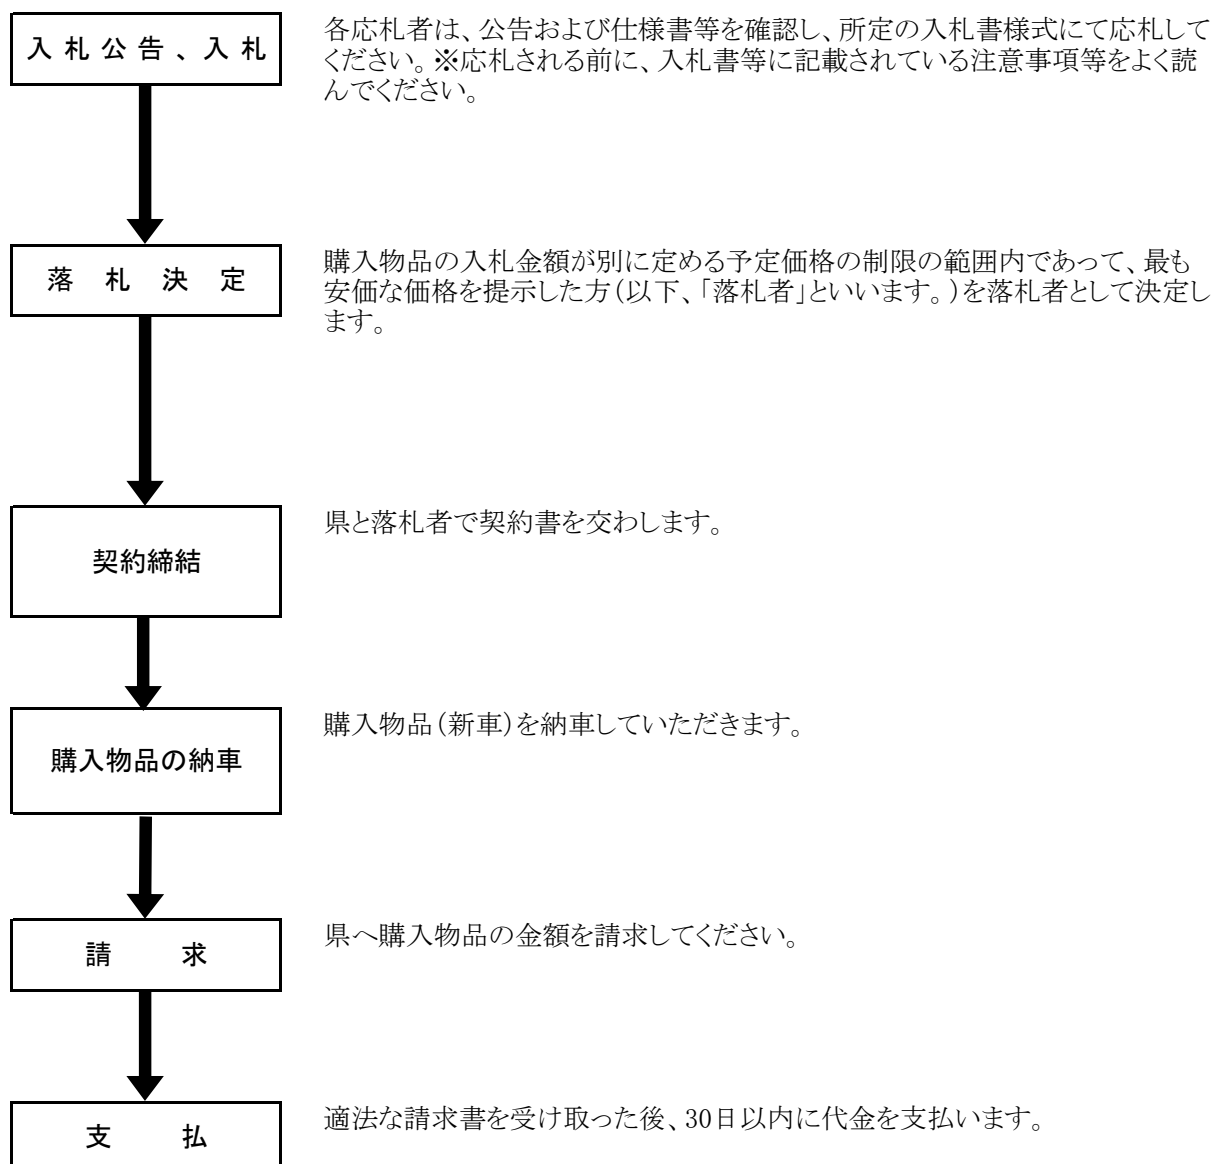 入札公告、入札
各応札者は、公告および仕様書等を確認し、所定の入札書様式にて応札して
ください。※応札される前に、入札書等に記載されている注意事項等をよく読
んでください。
落札決定
購入物品の入札金額が別に定める予定価格の制限の範囲内であって、最も
安価な価格を提示した方(以下、「落札者」といいます。)を落札者として決定し
ます。
契約締結
県と落札者で契約書を交わします。
購入物品の納車
購入物品(新車)を納車していただきます。
請求
県へ購入物品の金額を請求してください。
支払
適法な請求書を受け取った後、30日以内に代金を支払います。